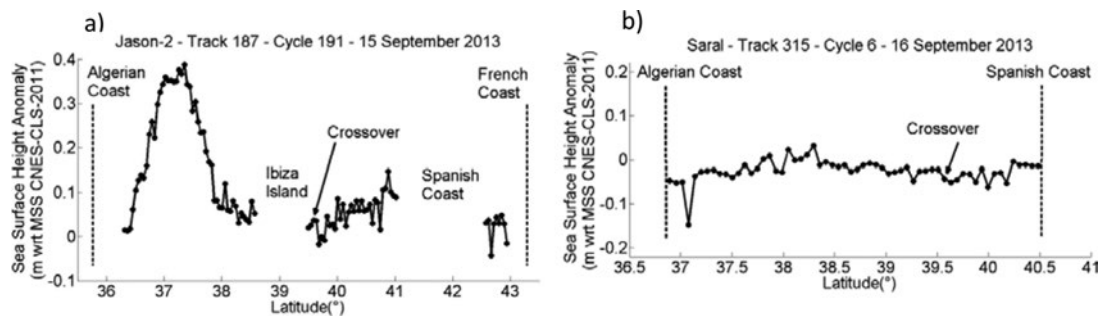 a)
Jason-2 - Track 187 - Cycle 191 - 15 September 2013
Sea Surface Height Anomaly
(m wrt MSS CNES-CLS-2011)
0.4
0.3
0.2
0.1
0
-0.1
Algerian
Coast
French
Coast
Crossover
Ibiza
Island
Spanish
Coast
36 37 38 39 40 41 42 43
Latitude(°)
b)
Saral - Track 315 - Cycle 6 - 16 September 2013
Sea Surface Height Anomaly
(m wrt MSS CNES-CLS-2011)
0.2
0.1
0
-0.1
-0.2
Algerian Coast
Spanish Coast
Crossover
36.5 37 37.5 38 38.5 39 39.5 40 40.5 41
Latitude(°)